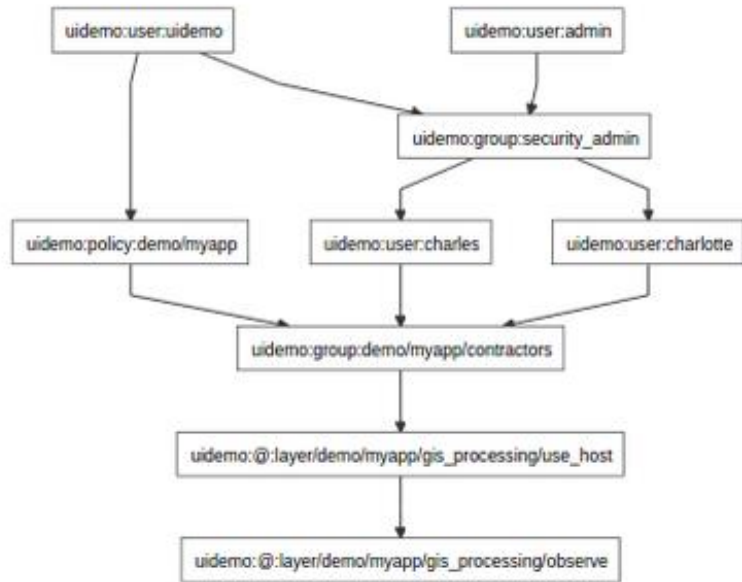 uidemo:user:uidemo
uidemo:user:admin
uidemo:group:security_admin
uidemo:policy:demo/myapp
uidemo:user:charles
uidemo:user:charlotte
uidemo:group:demo/myapp/contractors
uidemo:@:layer/demo/myapp/gis_processing/use_host
uidemo:@:layer/demo/myapp/gis_processing/observe